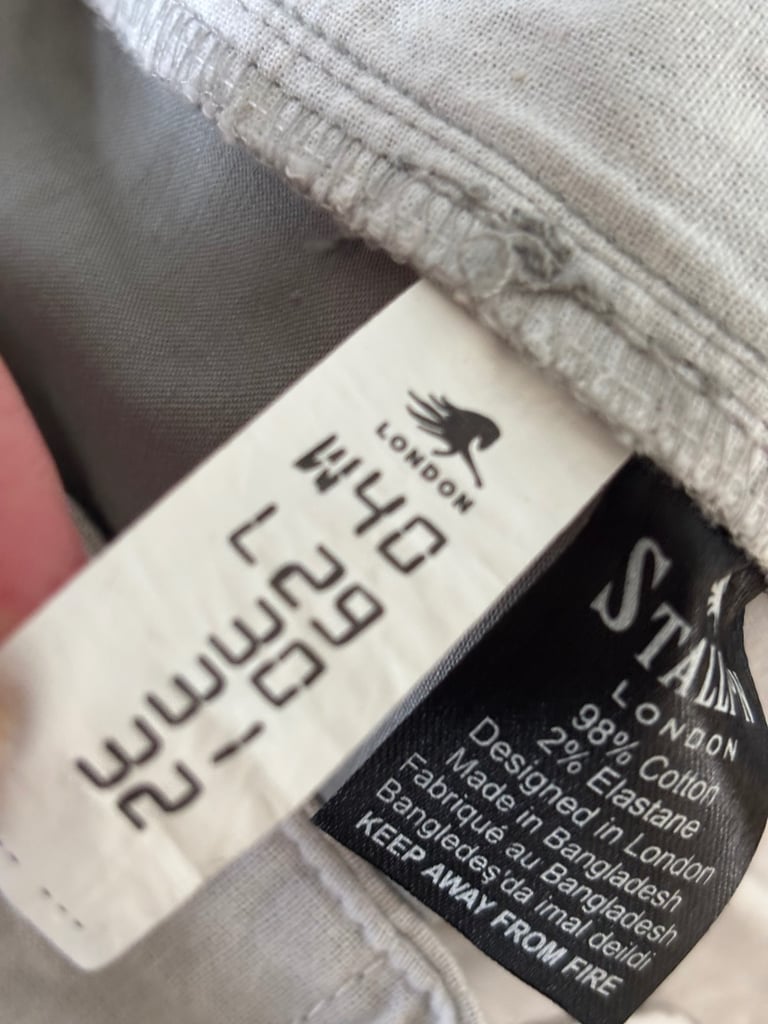 LONDON
W40
L29
30
31
32
LONDON
98% Cotton
2% Elastane
Designed in London
Made in Bangladesh
Fabriqué au Bangladesh
Bangledeş'da imal deildi
KEEP AWAY FROM FIRE